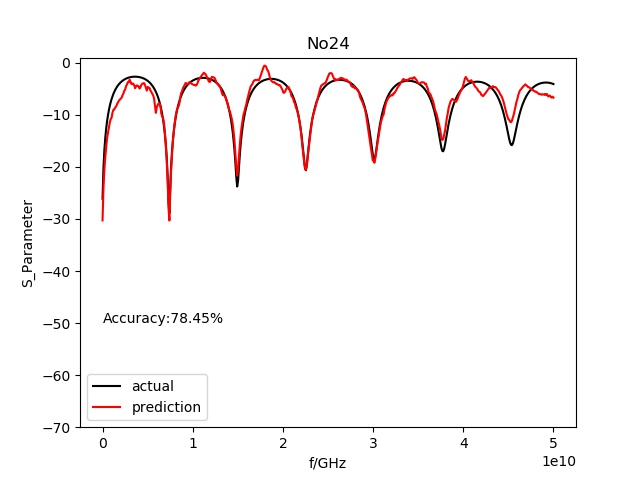 No24
0
−10
−20
−30
−40
−50
−60
−70
S_Parameter
Accuracy:78.45%
actual
prediction
0 1 2 3 4 5
1e10
f/GHz